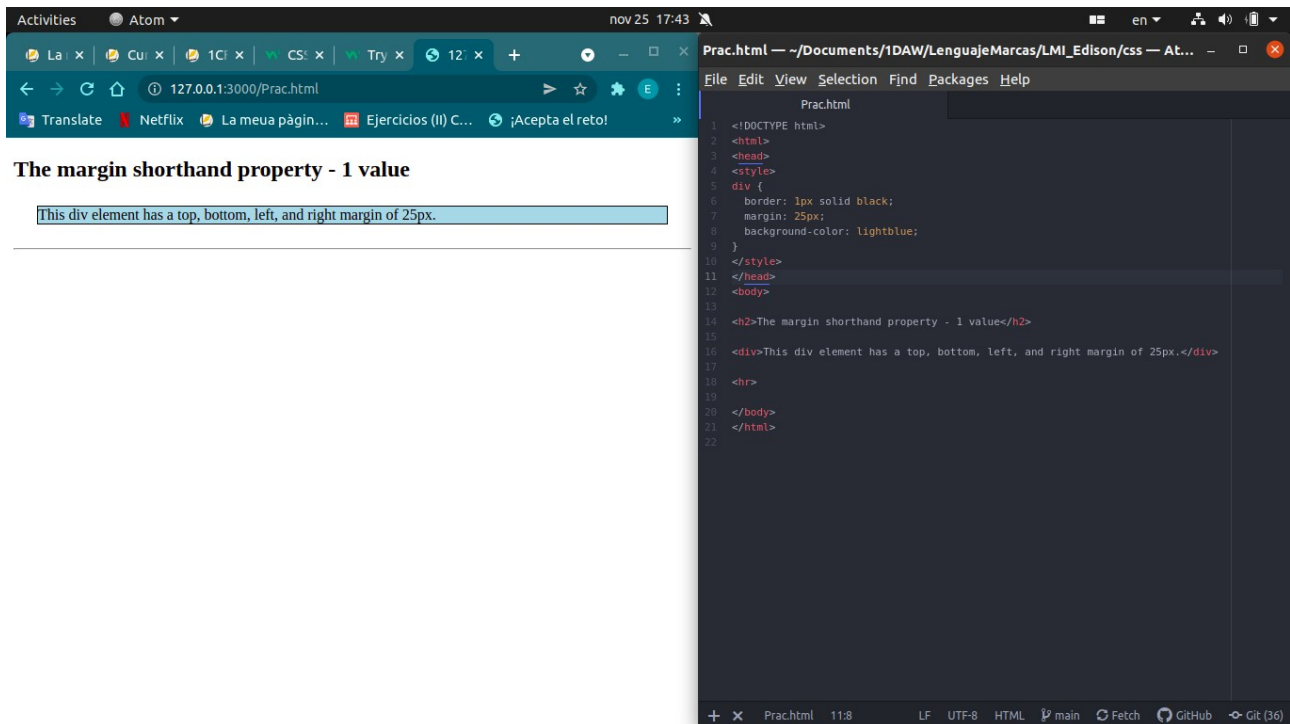 Activities Atom nov 25 17:43 en
La Cur 1CF CSS Try 127
127.0.0.1:3000/Prac.html E
Translate Netflix La meua pàgin... Ejercicios (II) C... ¡Acepta el reto! »
The margin shorthand property - 1 value
This div element has a top, bottom, left, and right margin of 25px.
Prac.html — ~/Documents/1DAW/LenguajeMarcas/LMI_Edison/css — At...
File Edit View Selection Find Packages Help
Prac.html
1 <!DOCTYPE html>
2 <html>
3 <head>
4 <style>
5 div {
6 border: 1px solid black;
7 margin: 25px;
8 background-color: lightblue;
9 }
10 </style>
11 </head>
12 <body>
13
14 <h2>The margin shorthand property - 1 value</h2>
15
16 <div>This div element has a top, bottom, left, and right margin of 25px.</div>
17
18 <hr>
19
20 </body>
21 </html>
22
Prac.html 11:8 LF UTF-8 HTML main Fetch GitHub Git (36)